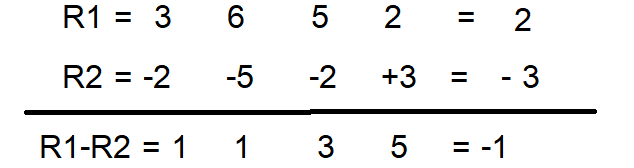 R1 = 3 6 5 2 = 2
R2 = -2 -5 -2 +3 = - 3
R1-R2 = 1 1 3 5 = -1